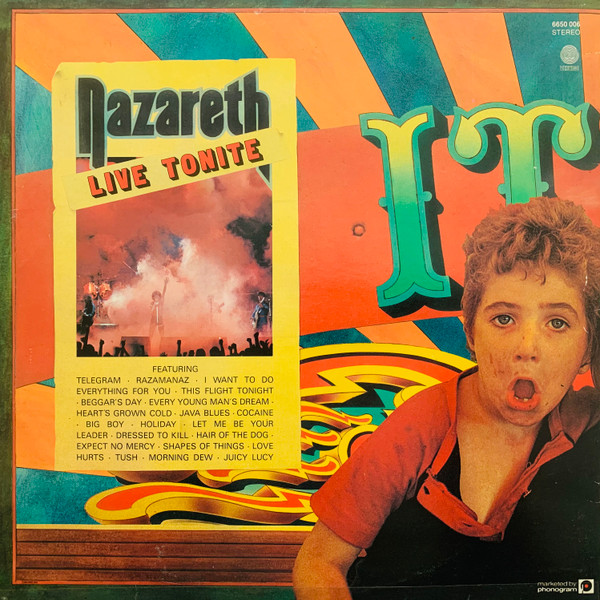 6650 006
STEREO
vertigo
nazareth
LIVE TONITE
IT
FEATURING
TELEGRAM · RAZAMANAZ · I WANT TO DO
EVERYTHING FOR YOU · THIS FLIGHT TONIGHT
· BEGGAR'S DAY · EVERY YOUNG MAN'S DREAM ·
HEART'S GROWN COLD · JAVA BLUES · COCAINE
· BIG BOY · HOLIDAY · LET ME BE YOUR
LEADER · DRESSED TO KILL · HAIR OF THE DOG ·
EXPECT NO MERCY · SHAPES OF THINGS · LOVE
HURTS · TUSH · MORNING DEW · JUICY LUCY
marketed by
phonogram